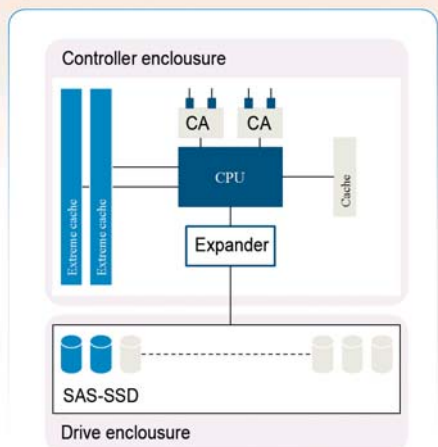 Controller enclousure
CA
CA
CPU
Extreme cache
Extreme cache
Cache
Expander
SAS-SSD
Drive enclousure